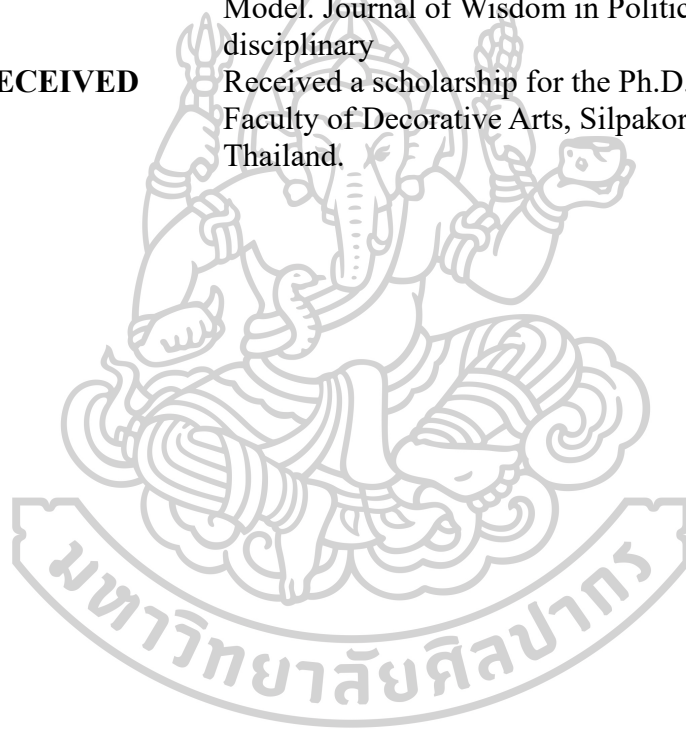 Model. Journal of Wisdom in Politic
disciplinary
ECEIVED Received a scholarship for the Ph.D.
Faculty of Decorative Arts, Silpakor
Thailand.
มหาวิทยาลัยศิลปากร